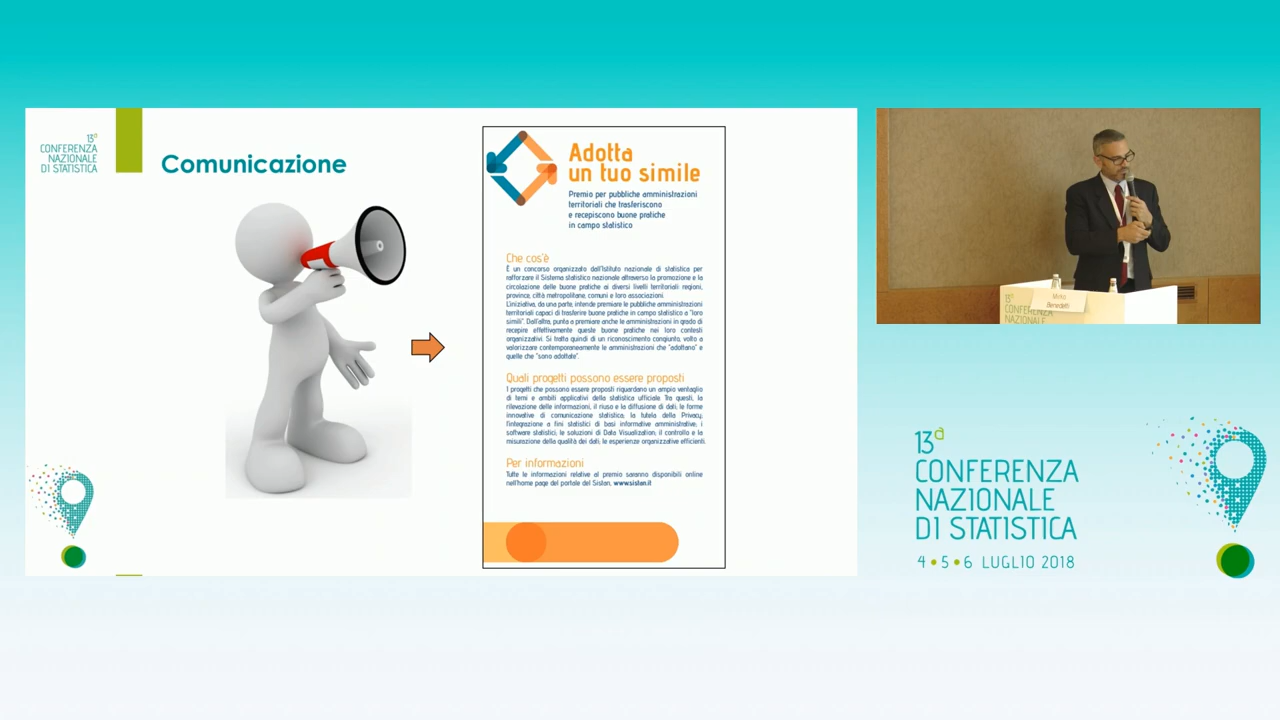 13a
CONFERENZA
NAZIONALE
DI STATISTICA
Comunicazione
Adotta
un tuo simile
Premio per pubbliche amministrazioni
territoriali che trasferiscono
e recepiscono buone pratiche
in campo statistico
Che cos'è
È un concorso organizzato dall'Istituto nazionale di statistica per
rafforzare il Sistema statistico nazionale attraverso la promozione e la
circolazione delle buone pratiche ai diversi livelli territoriali: regioni,
province, città metropolitane, comuni e loro associazioni.
L'iniziativa, da una parte, intende premiare le pubbliche amministrazioni
territoriali capaci di trasferire buone pratiche in campo statistico a "loro
simili". Dall'altra, punta a premiare anche le amministrazioni in grado di
recepire effettivamente queste buone pratiche nei loro contesti
organizzativi. Si tratta quindi di un riconoscimento congiunto, volto a
valorizzare contemporaneamente le amministrazioni che "adottano" e
quelle che "sono adottate".
Quali progetti possono essere proposti
I progetti che possono essere proposti riguardano un ampio ventaglio
di temi e ambiti applicativi della statistica ufficiale. Tra questi, la
rilevazione delle informazioni, il riuso e la diffusione di dati; le forme
innovative di comunicazione statistica; la tutela della Privacy;
l'integrazione a fini statistici di basi informative amministrative; i
software statistici; le soluzioni di Data Visualization; il controllo e la
misurazione della qualità dei dati; le esperienze organizzative efficienti.
Per informazioni
Tutte le informazioni relative al premio saranno disponibili online
nell'home page del portale del Sistan, www.sistan.it
13a
CONFERENZA
NAZIONALE
Mirko
Benedetti
13a
CONFERENZA
NAZIONALE
DI STATISTICA
4 • 5 • 6 LUGLIO 2018